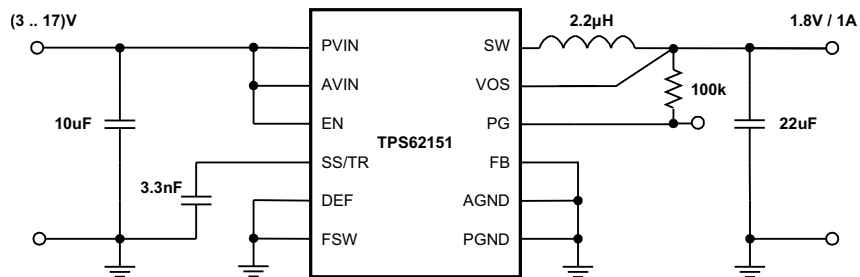 (3 .. 17)V
2.2µH
1.8V / 1A
PVIN
SW
AVIN
VOS
100k
10uF
EN
PG
22uF
TPS62151
3.3nF
SS/TR
FB
DEF
AGND
FSW
PGND